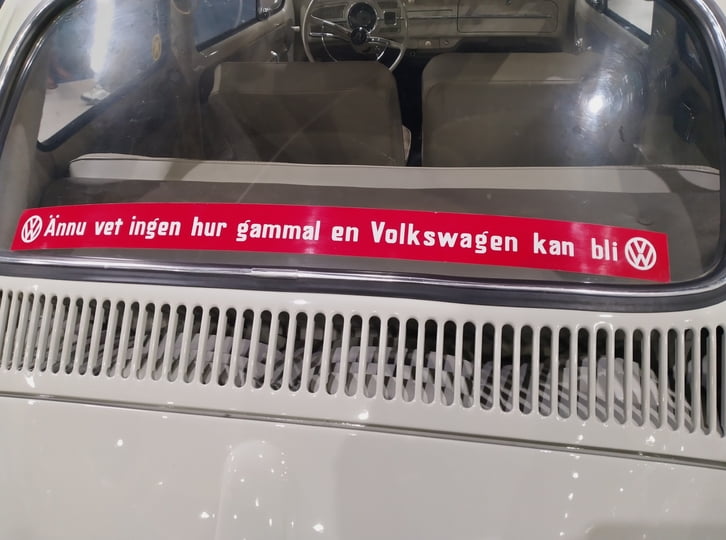 Ännu vet ingen hur gammal en Volkswagen kan bli